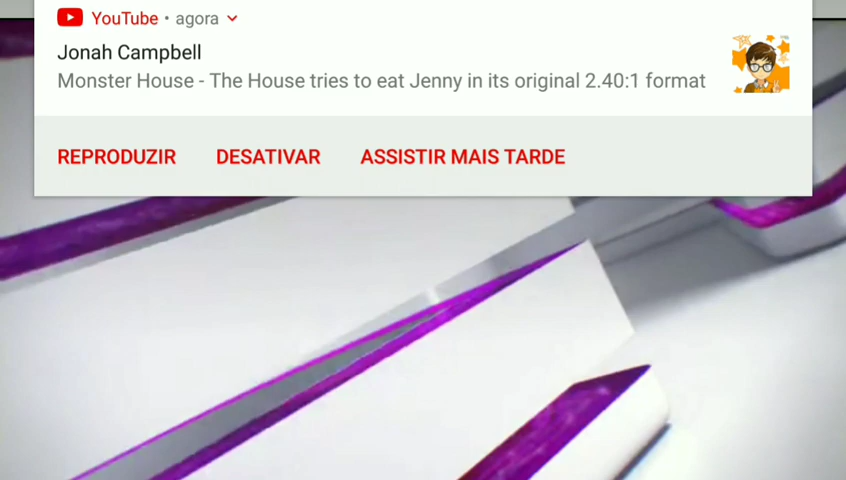 YouTube • agora
Jonah Campbell
Monster House - The House tries to eat Jenny in its original 2.40:1 format
REPRODUZIR DESATIVAR ASSISTIR MAIS TARDE